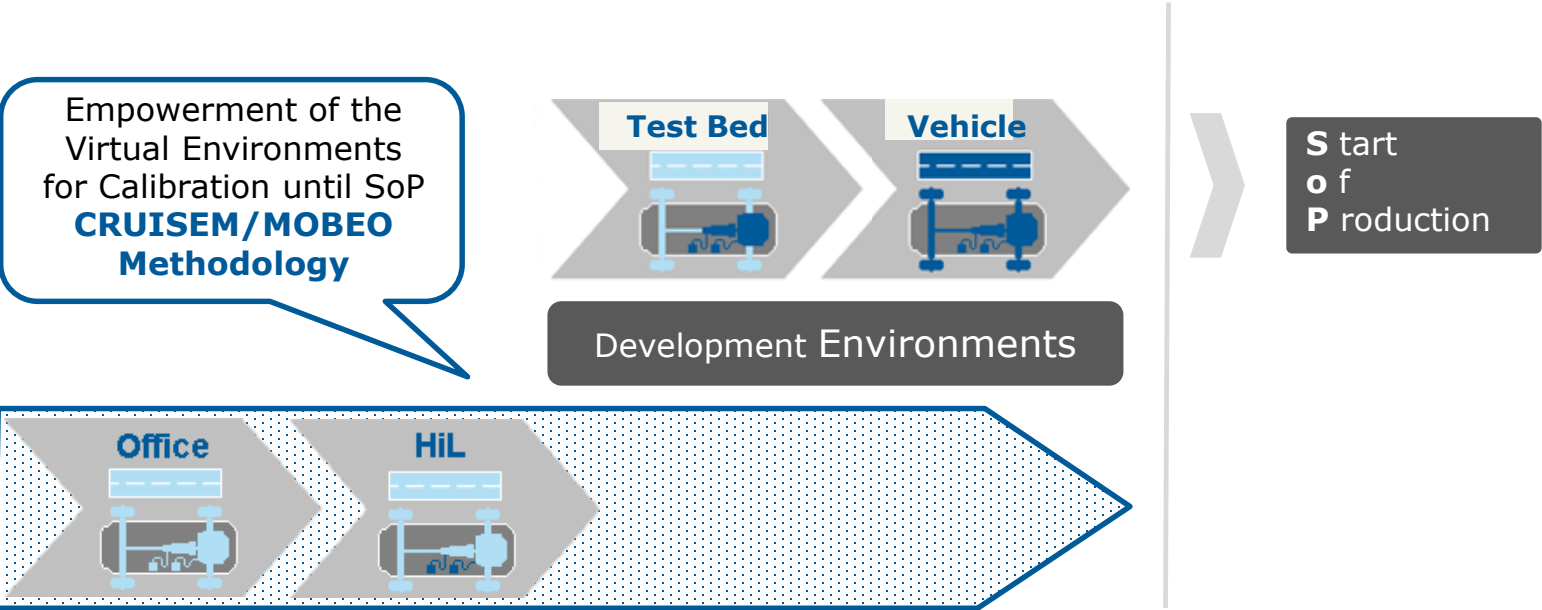 Empowerment of the
Virtual Environments
for Calibration until SoP
CRUISEM/MOBEO
Methodology
Test Bed
Vehicle
Development Environments
S tart
o f
P roduction
Office
HiL